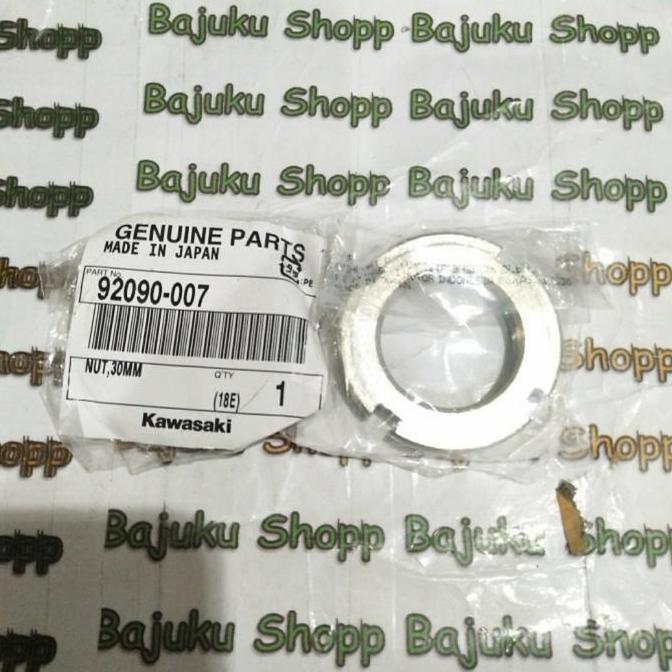 Shopp Bajuku Shopp Bajuku Shopp
Shopp Bajuku Shopp Bajuku Shopp
Shopp Bajuku Shopp Bajuku Shopp
GENUINE PARTS
MADE IN JAPAN
PART No.
92090-007
NUT,30MM
Q'TY
(18E) 1
Kawasaki
Shopp
Shopp
Shopp
Bajuku Shopp Bajuku Shopp
Bajuku Shopp Bajuku Shopp